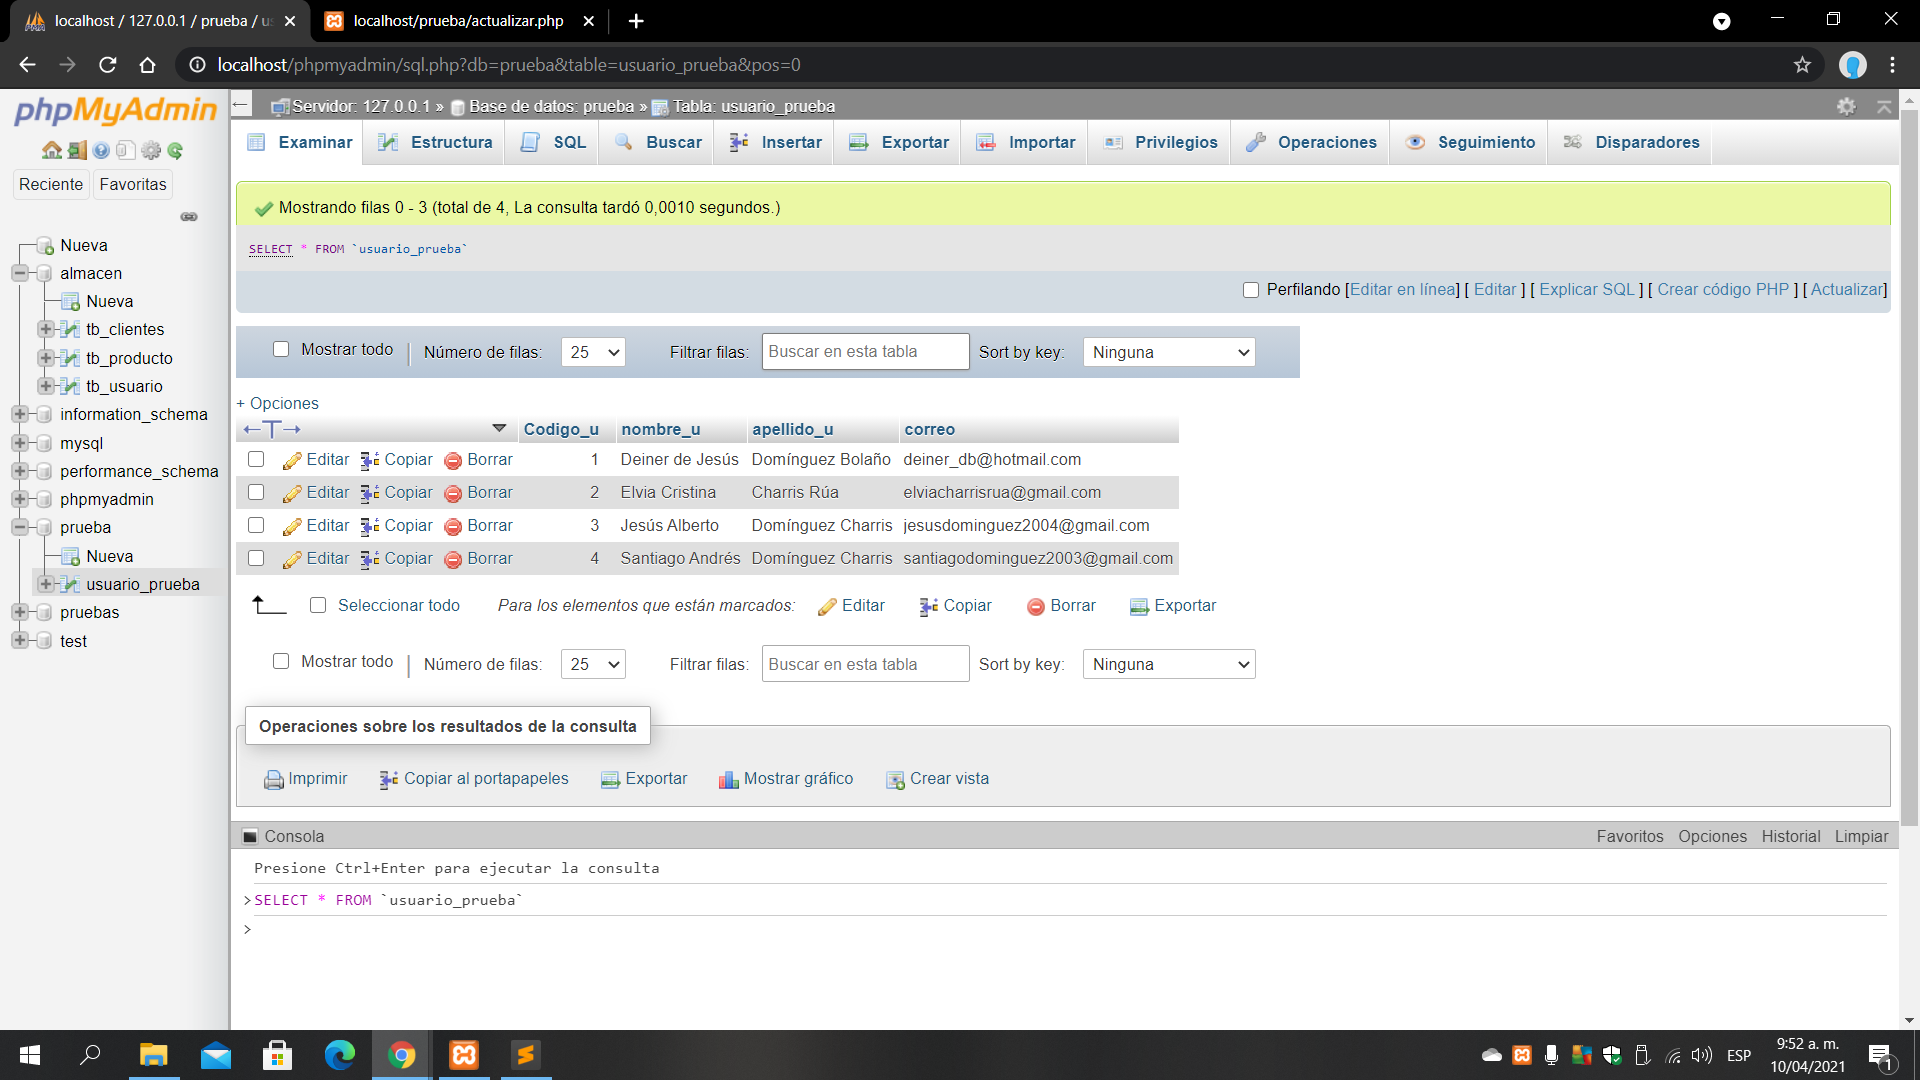 localhost / 127.0.0.1 / prueba / us
localhost/prueba/actualizar.php
localhost/phpmyadmin/sql.php?db=prueba&table=usuario_prueba&pos=0
phpMyAdmin
Reciente
Favoritas
Nueva
almacen
Nueva
tb_clientes
tb_producto
tb_usuario
information_schema
mysql
performance_schema
phpmyadmin
prueba
Nueva
usuario_prueba
pruebas
test
Servidor: 127.0.0.1 » Base de datos: prueba » Tabla: usuario_prueba
Examinar Estructura SQL Buscar Insertar Exportar Importar Privilegios Operaciones Seguimiento Disparadores
Mostrando filas 0 - 3 (total de 4, La consulta tardó 0,0010 segundos.)
SELECT * FROM `usuario_prueba`
Perfilando [Editar en línea] [ Editar ] [ Explicar SQL ] [ Crear código PHP ] [ Actualizar]
Mostrar todo | Número de filas: 25 Filtrar filas: Buscar en esta tabla Sort by key: Ninguna
+ Opciones
←T→ Codigo_u nombre_u apellido_u correo
Editar Copiar Borrar 1 Deiner de Jesús Domínguez Bolaño deiner_db@hotmail.com
Editar Copiar Borrar 2 Elvia Cristina Charris Rúa elviacharrisrua@gmail.com
Editar Copiar Borrar 3 Jesús Alberto Domínguez Charris jesusdominguez2004@gmail.com
Editar Copiar Borrar 4 Santiago Andrés Domínguez Charris santiagodominguez2003@gmail.com
Seleccionar todo Para los elementos que están marcados: Editar Copiar Borrar Exportar
Mostrar todo | Número de filas: 25 Filtrar filas: Buscar en esta tabla Sort by key: Ninguna
Operaciones sobre los resultados de la consulta
Imprimir Copiar al portapapeles Exportar Mostrar gráfico Crear vista
Consola Favoritos Opciones Historial Limpiar
Presione Ctrl+Enter para ejecutar la consulta
>SELECT * FROM `usuario_prueba`
>
ESP
9:52 a. m.
10/04/2021
1